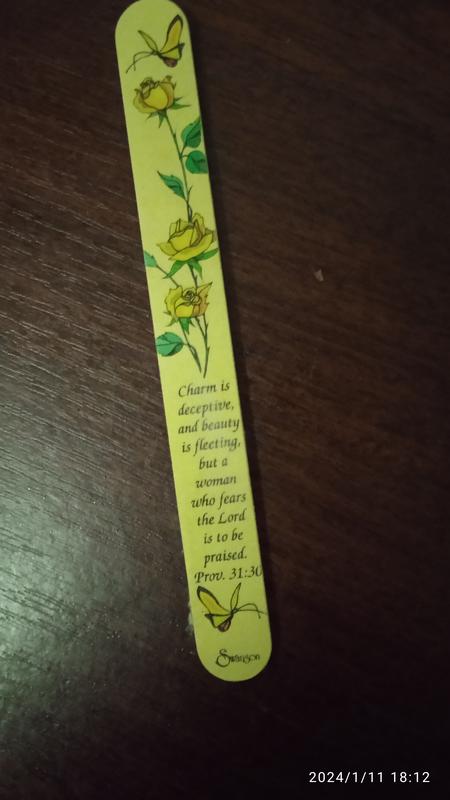 Charm is
deceptive,
and beauty
is fleeting,
but a
woman
who fears
the Lord
is to be
praised.
Prov. 31:30
Swanson
2024/1/11 18:12